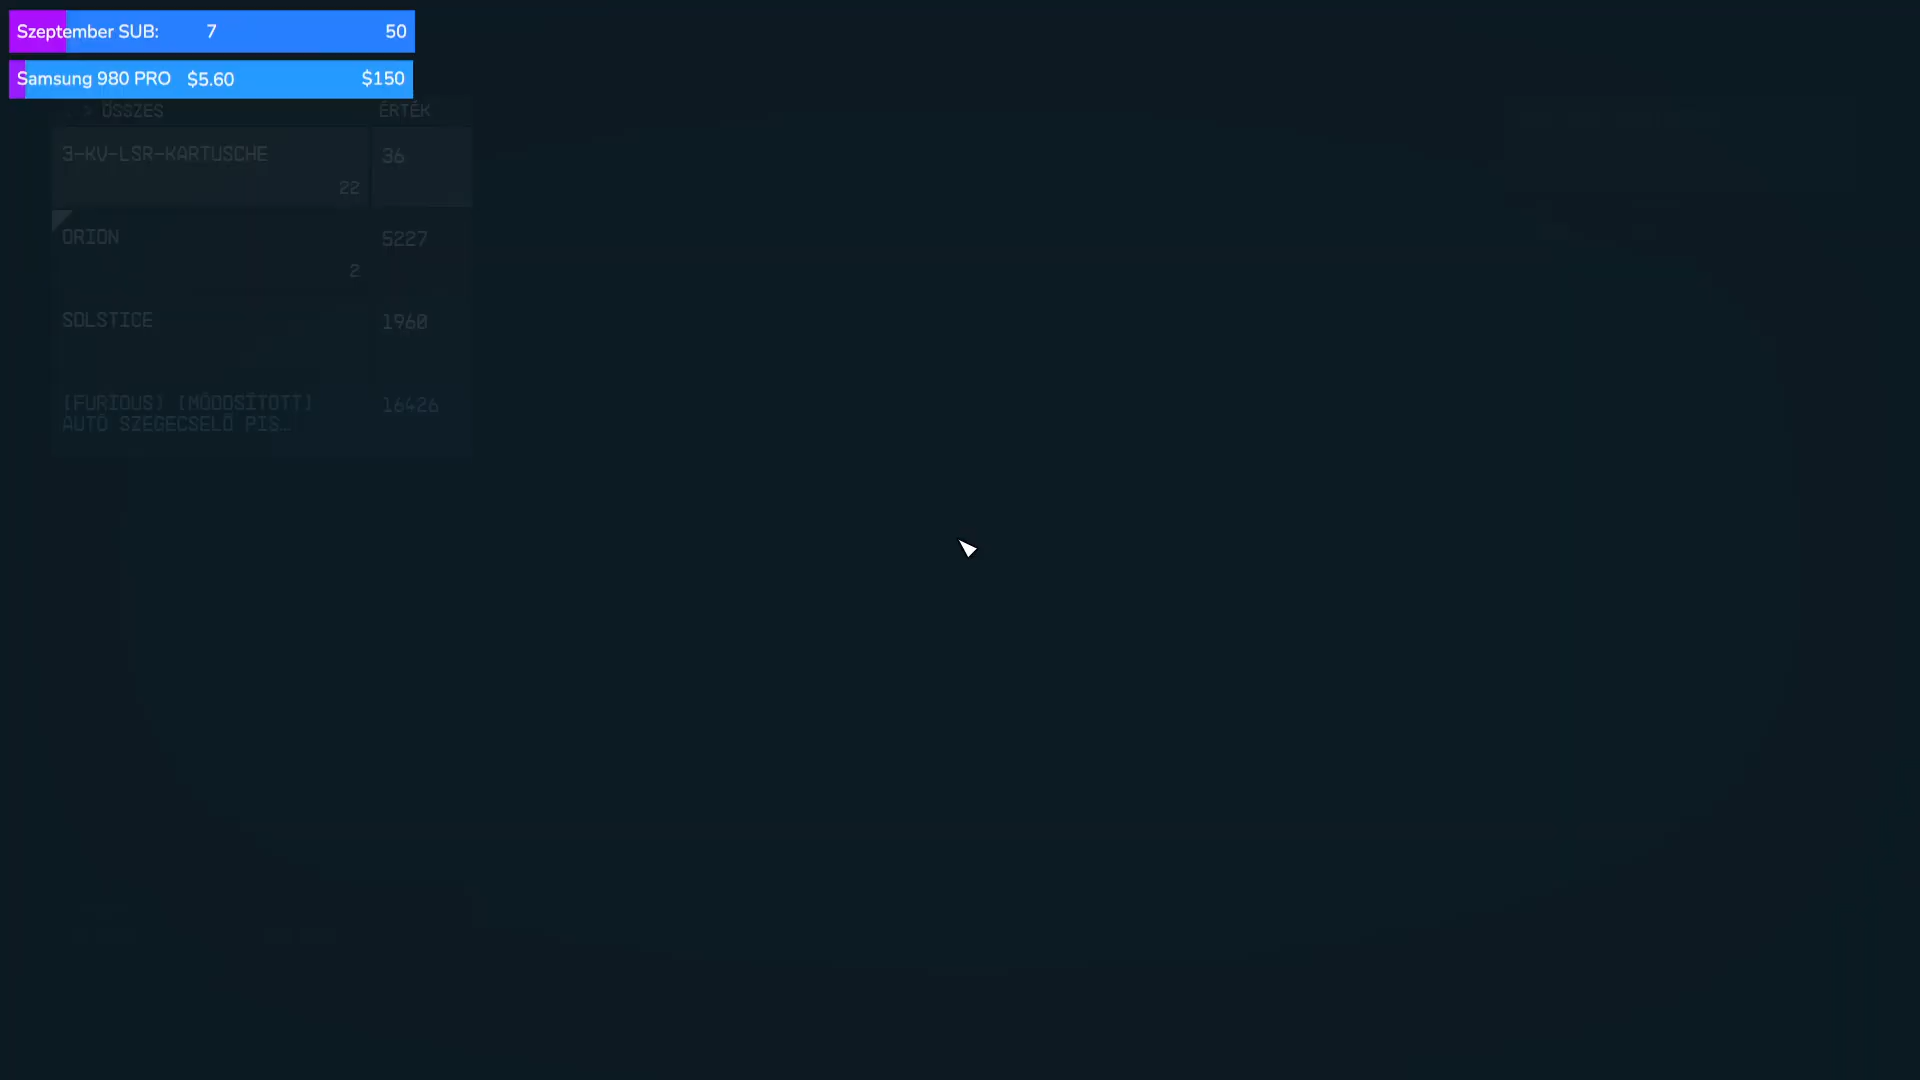 Szeptember SUB: 7 50
Samsung 980 PRO $5.60 $150
ÖSSZES ÉRTÉK
3-KV-LSR-KARTUSCHE 36
22
ORION 5227
2
SOLSTICE 1960
(FURIOUS) (MÓDOSÍTOTT) 16426
AUTÓ SZEGECSELŐ PIS…